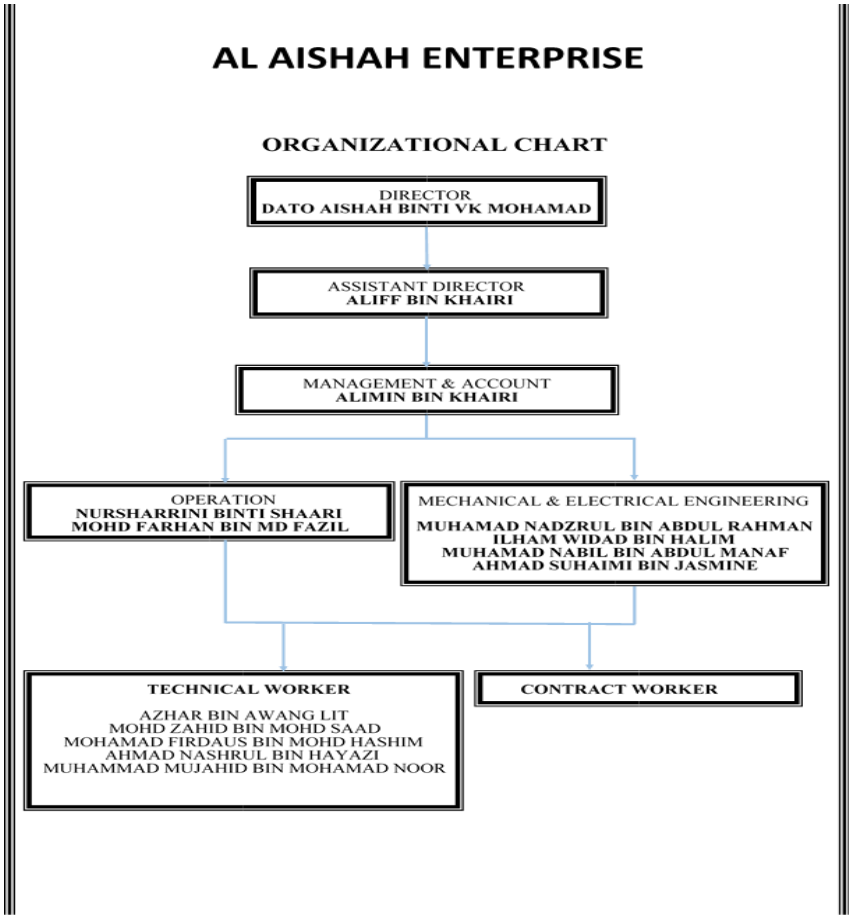 AL AISHAH ENTERPRISE
ORGANIZATIONAL CHART
DIRECTOR
DATO AISHAH BINTI VK MOHAMAD
ASSISTANT DIRECTOR
ALIFF BIN KHAIRI
MANAGEMENT & ACCOUNT
ALIMIN BIN KHAIRI
OPERATION
NURSHARRINI BINTI SHAARI
MOHD FARHAN BIN MD FAZIL
MECHANICAL & ELECTRICAL ENGINEERING
MUHAMAD NADZRUL BIN ABDUL RAHMAN
ILHAM WIDAD BIN HALIM
MUHAMAD NABIL BIN ABDUL MANAF
AHMAD SUHAIMI BIN JASMINE
TECHNICAL WORKER
AZHAR BIN AWANG LIT
MOHD ZAHID BIN MOHD SAAD
MOHAMAD FIRDAUS BIN MOHD HASHIM
AHMAD NASHRUL BIN HAYAZI
MUHAMMAD MUJAHID BIN MOHAMAD NOOR
CONTRACT WORKER